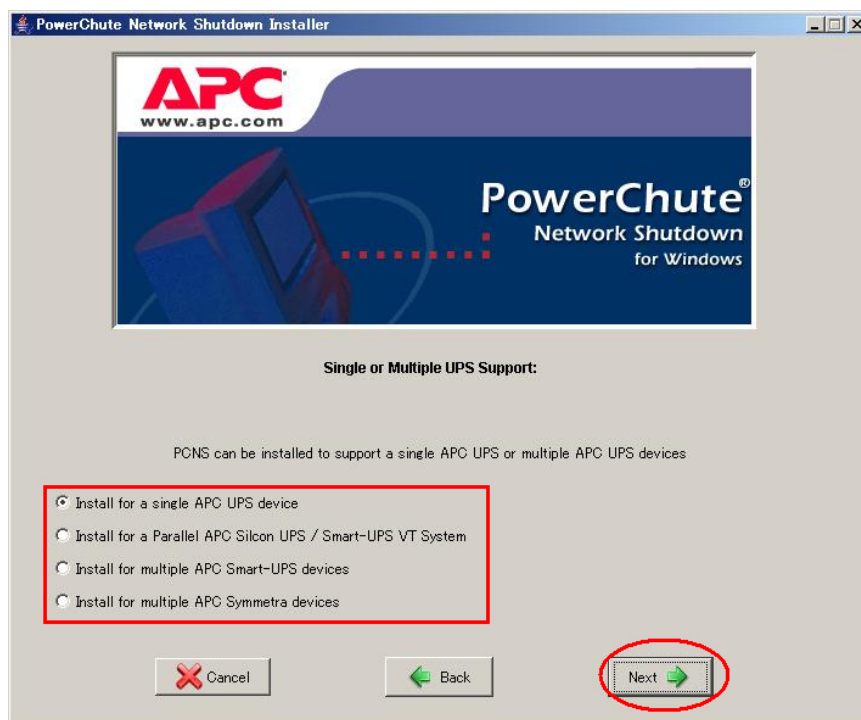 PowerChute Network Shutdown Installer
APC
www.apc.com
PowerChute®
Network Shutdown
for Windows
Single or Multiple UPS Support:
PCNS can be installed to support a single APC UPS or multiple APC UPS devices
Install for a single APC UPS device
Install for a Parallel APC Silcon UPS / Smart-UPS VT System
Install for multiple APC Smart-UPS devices
Install for multiple APC Symmetra devices
Cancel
Back
Next